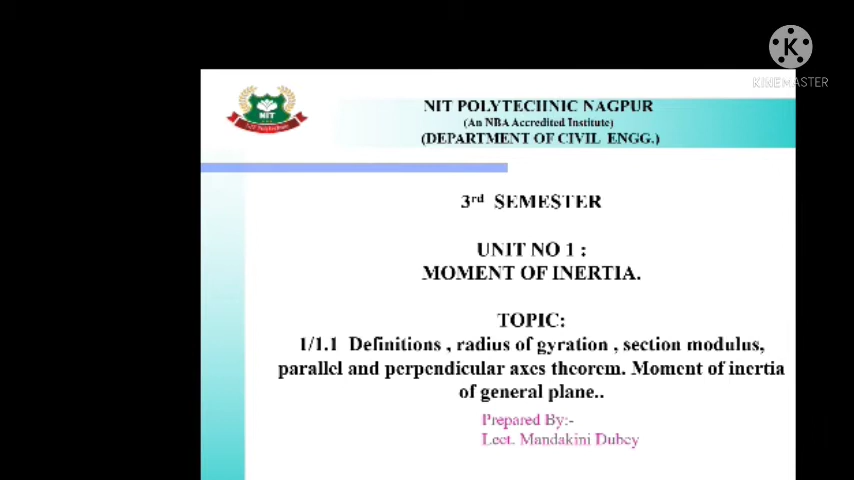 KINEMASTER
NIT
NIT POLYTECHNIC NAGPUR
(An NBA Accredited Institute)
(DEPARTMENT OF CIVIL ENGG.)
3rd SEMESTER
UNIT NO 1 :
MOMENT OF INERTIA.
TOPIC:
1/1.1 Definitions , radius of gyration , section modulus,
parallel and perpendicular axes theorem. Moment of inertia
of general plane..
Prepared By:-
Lect. Mandakini Dubey